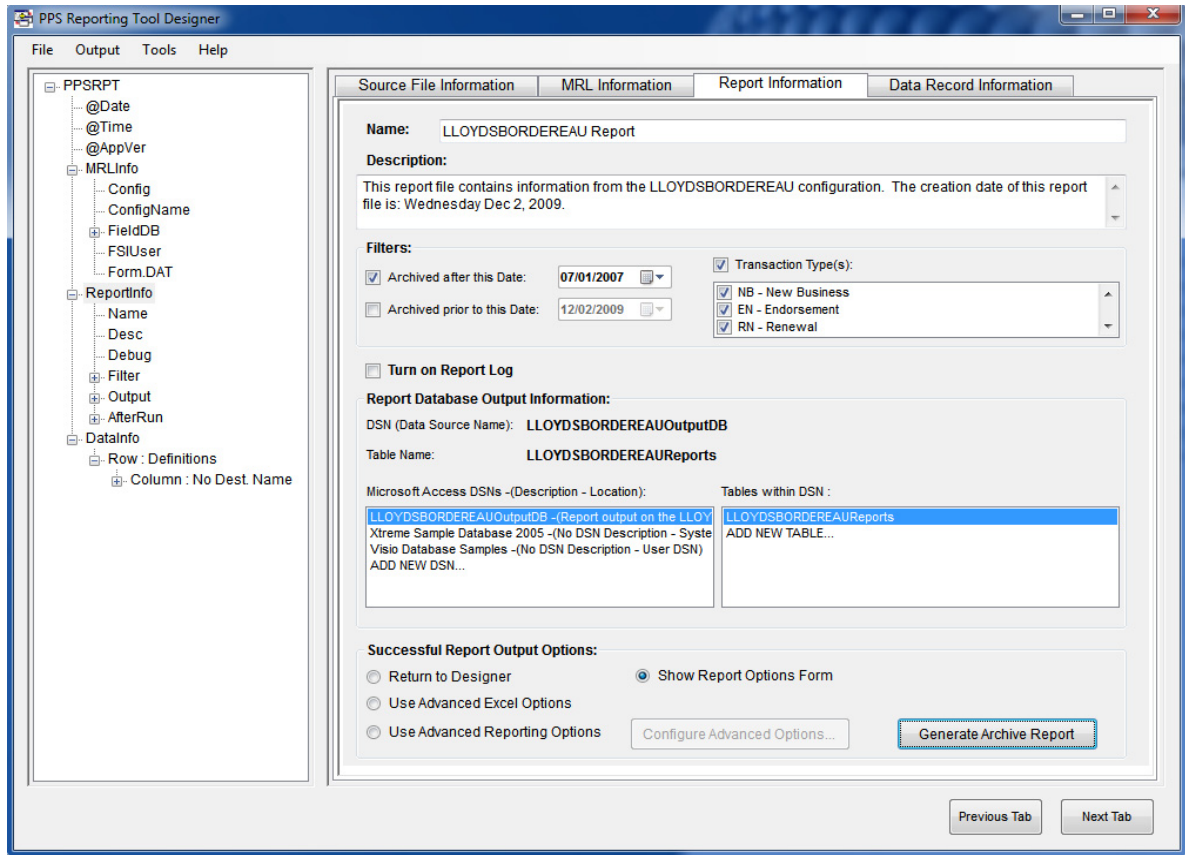 PPS Reporting Tool Designer
File Output Tools Help
PPSRPT
@Date
@Time
@AppVer
MRLInfo
Config
ConfigName
FieldDB
FSIUser
Form.DAT
ReportInfo
Name
Desc
Debug
Filter
Output
AfterRun
DataInfo
Row : Definitions
Column : No Dest. Name
Source File Information MRL Information Report Information Data Record Information
Name: LLOYDSBORDEREAU Report
Description:
This report file contains information from the LLOYDSBORDEREAU configuration. The creation date of this report
file is: Wednesday Dec 2, 2009.
Filters:
Archived after this Date: 07/01/2007
Archived prior to this Date: 12/02/2009
Transaction Type(s):
NB - New Business
EN - Endorsement
RN - Renewal
Turn on Report Log
Report Database Output Information:
DSN (Data Source Name): LLOYDSBORDEREAUOutputDB
Table Name: LLOYDSBORDEREAUReports
Microsoft Access DSNs -(Description - Location):
LLOYDSBORDEREAUOutputDB -(Report output on the LLOY
Xtreme Sample Database 2005 -(No DSN Description - Syste
Visio Database Samples -(No DSN Description - User DSN)
ADD NEW DSN...
Tables within DSN :
LLOYDSBORDEREAUReports
ADD NEW TABLE...
Successful Report Output Options:
Return to Designer Show Report Options Form
Use Advanced Excel Options
Use Advanced Reporting Options Configure Advanced Options... Generate Archive Report
Previous Tab Next Tab